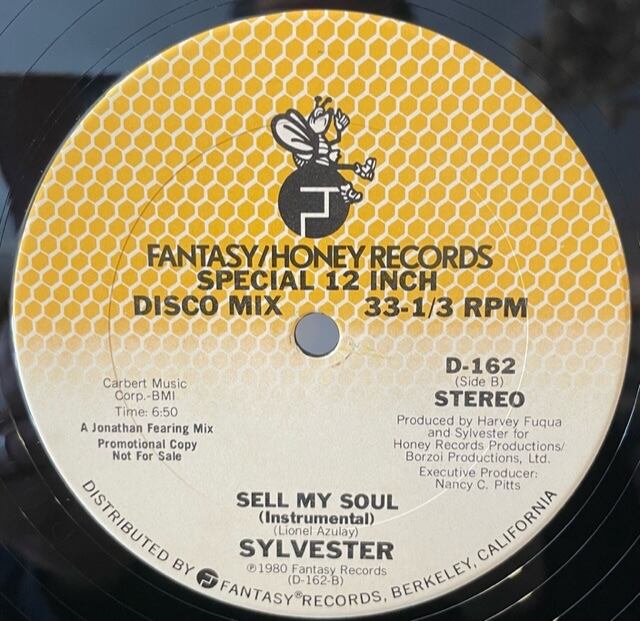 FANTASY/HONEY RECORDS
SPECIAL 12 INCH
DISCO MIX 33-1/3 RPM
D-162
(Side B)
STEREO
Carbert Music
Corp.-BMI
Time: 6:50
A Jonathan Fearing Mix
Promotional Copy
Not For Sale
Produced by Harvey Fuqua
and Sylvester for
Honey Records Productions/
Borzoi Productions, Ltd.
Executive Producer:
Nancy C. Pitts
SELL MY SOUL
(Instrumental)
(Lionel Azulay)
SYLVESTER
℗1980 Fantasy Records
(D-162-B)
DISTRIBUTED BY FANTASY® RECORDS, BERKELEY, CALIFORNIA